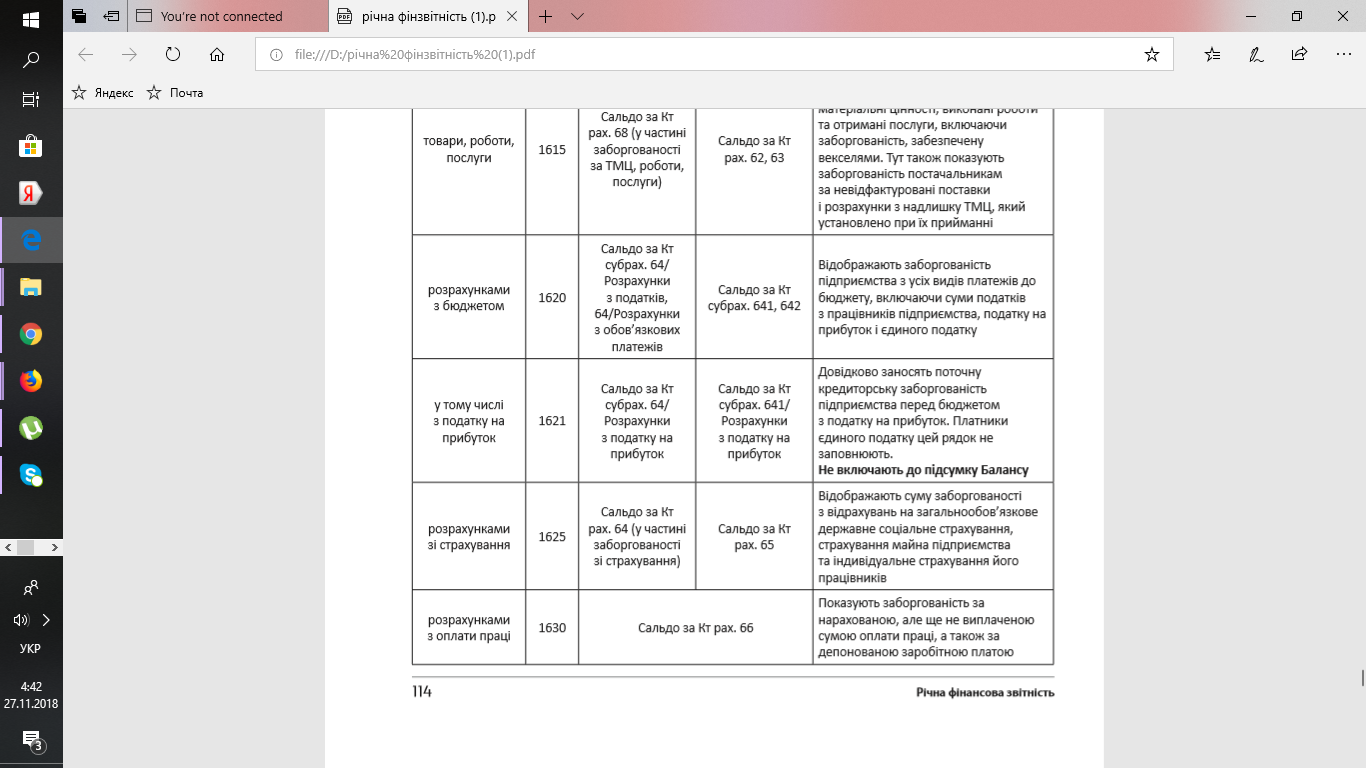 You're not connected
річна фінзвітність (1).p
file:///D:/річна%20фінзвітність%20(1).pdf
Яндекс
Почта
товари, роботи,
послуги
1615
Сальдо за Кт
рах. 68 (у частині
заборгованості
за ТМЦ, роботи,
послуги)
Сальдо за Кт
рах. 62, 63
матеріальні цінності, виконані роботи
та отримані послуги, включаючи
заборгованість, забезпечену
векселями. Тут також показують
заборгованість постачальникам
за невідфактуровані поставки
і розрахунки з надлишку ТМЦ, який
установлено при їх прийманні
розрахунками
з бюджетом
1620
Сальдо за Кт
субрах. 64/
Розрахунки
з податків,
64/Розрахунки
з обов’язкових
платежів
Сальдо за Кт
субрах. 641, 642
Відображають заборгованість
підприємства з усіх видів платежів до
бюджету, включаючи суми податків
з працівників підприємства, податку на
прибуток і єдиного податку
у тому числі
з податку на
прибуток
1621
Сальдо за Кт
субрах. 64/
Розрахунки
з податку на
прибуток
Сальдо за Кт
субрах. 641/
Розрахунки
з податку на
прибуток
Довідково заносять поточну
кредиторську заборгованість
підприємства перед бюджетом
з податку на прибуток. Платники
єдиного податку цей рядок не
заповнюють.
Не включають до підсумку Балансу
розрахунками
зі страхування
1625
Сальдо за Кт
рах. 64 (у частині
заборгованості
зі страхування)
Сальдо за Кт
рах. 65
Відображають суму заборгованості
з відрахувань на загальнообов’язкове
державне соціальне страхування,
страхування майна підприємства
та індивідуальне страхування його
працівників
розрахунками
з оплати праці
1630
Сальдо за Кт рах. 66
Показують заборгованість за
нарахованою, але ще не виплаченою
сумою оплати праці, а також за
депонованою заробітною платою
114
Річна фінансова звітність
УКР
4:42
27.11.2018
3